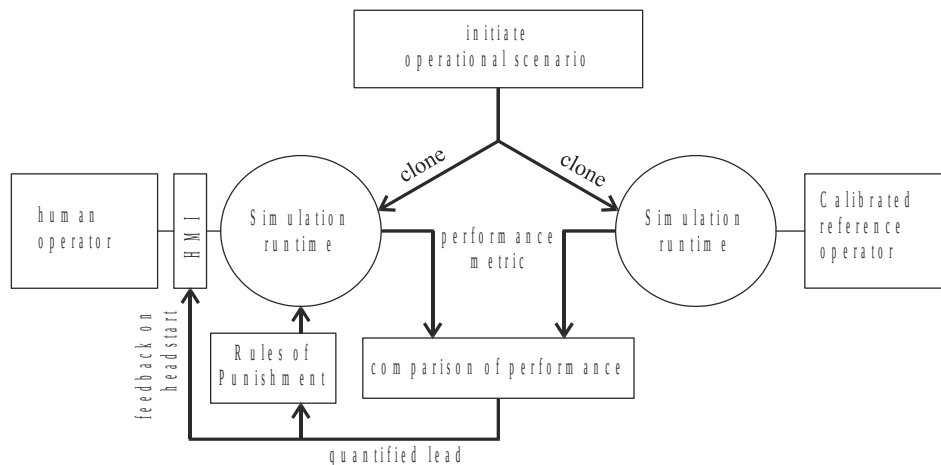 initiate
operational scenario
clone
clone
human
operator
HMI
Simulation
runtime
performance
metric
Simulation
runtime
Calibrated
reference
operator
feedback on
headstart
Rules of
Punishment
comparison of performance
quantified lead